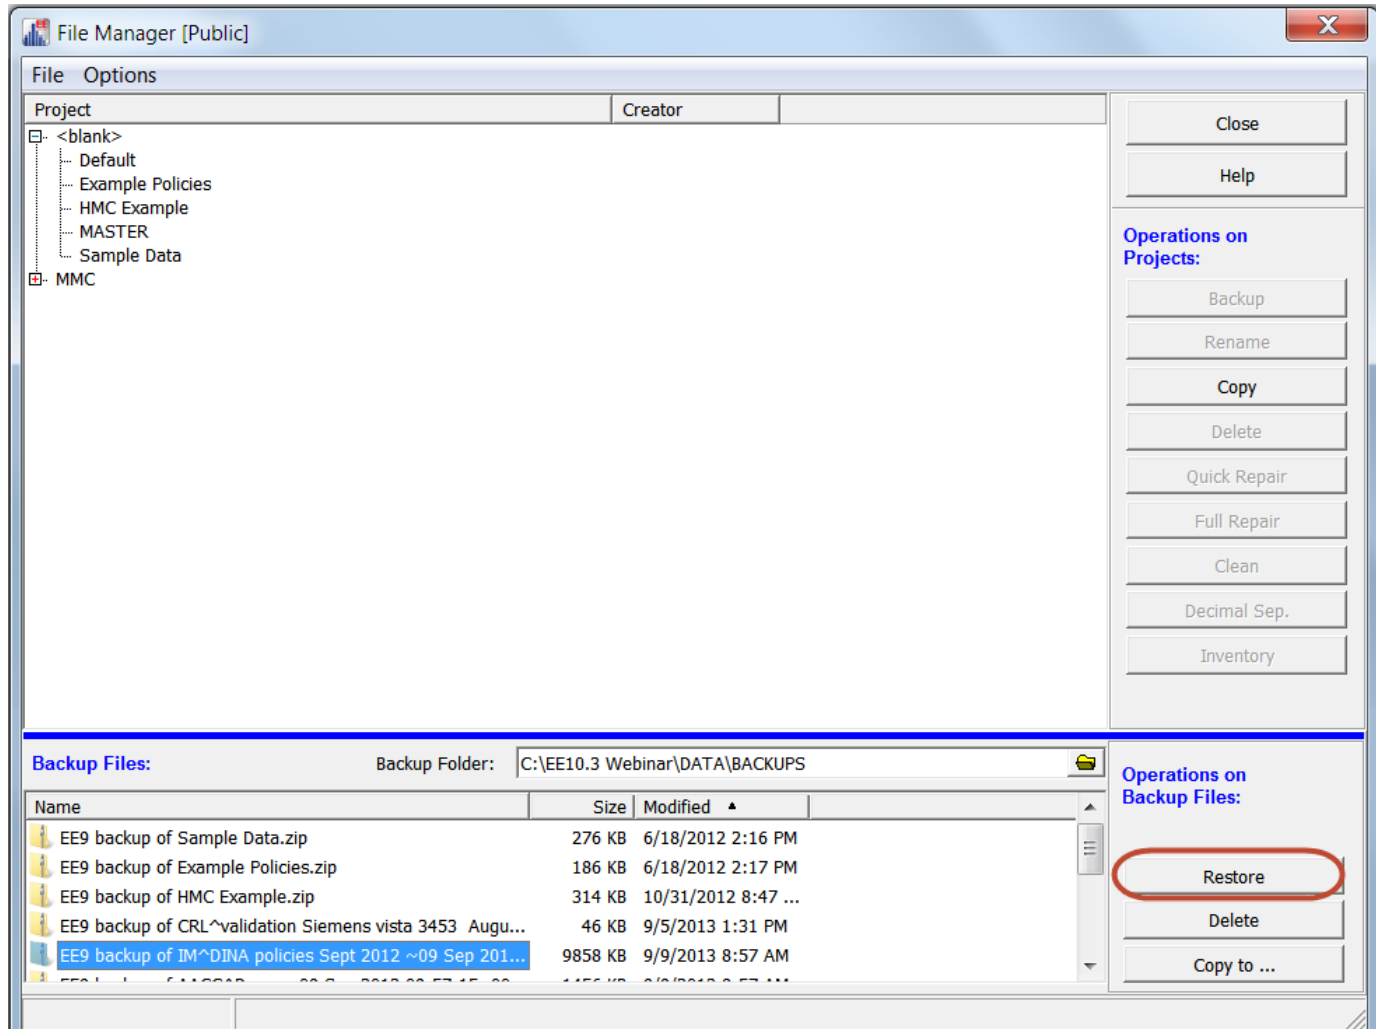 File Manager [Public]
File Options
Project Creator
<blank>
Default
Example Policies
HMC Example
MASTER
Sample Data
MMC
Close
Help
Operations on
Projects:
Backup
Rename
Copy
Delete
Quick Repair
Full Repair
Clean
Decimal Sep.
Inventory
Backup Files: Backup Folder: C:\EE10.3 Webinar\DATA\BACKUPS
Name Size Modified
EE9 backup of Sample Data.zip 276 KB 6/18/2012 2:16 PM
EE9 backup of Example Policies.zip 186 KB 6/18/2012 2:17 PM
EE9 backup of HMC Example.zip 314 KB 10/31/2012 8:47 ...
EE9 backup of CRL^validation Siemens vista 3453 Augu... 46 KB 9/5/2013 1:31 PM
EE9 backup of IM^DINA policies Sept 2012 ~09 Sep 201... 9858 KB 9/9/2013 8:57 AM
Operations on
Backup Files:
Restore
Delete
Copy to ...